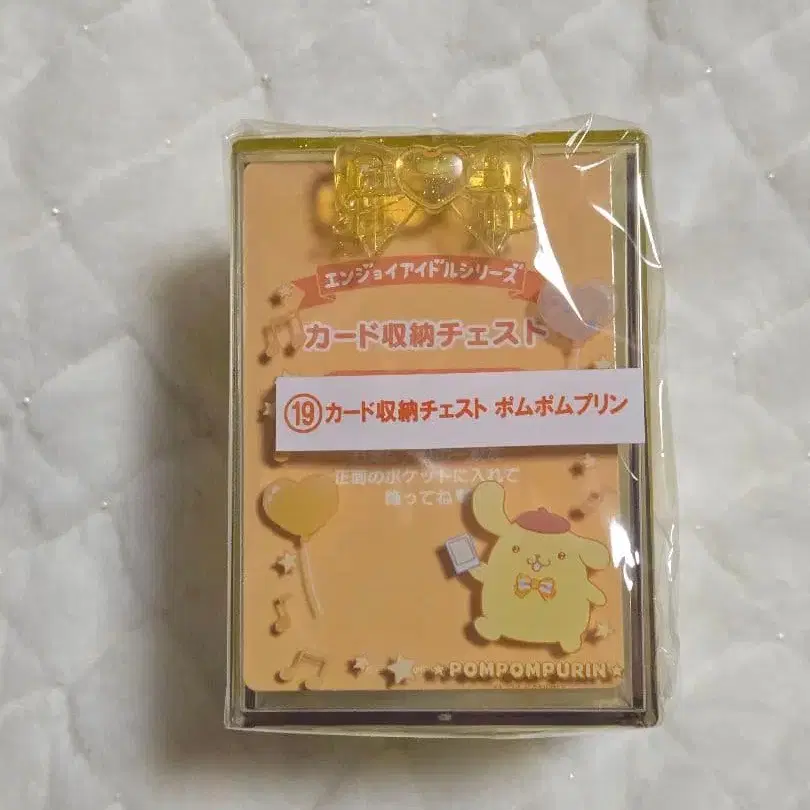 エンジョイアイドルシリーズ
カード収納チェスト
⑲カード収納チェスト ポムポムプリン
正面のポケットに入れて
飾ってね
★POMPOMPURIN★